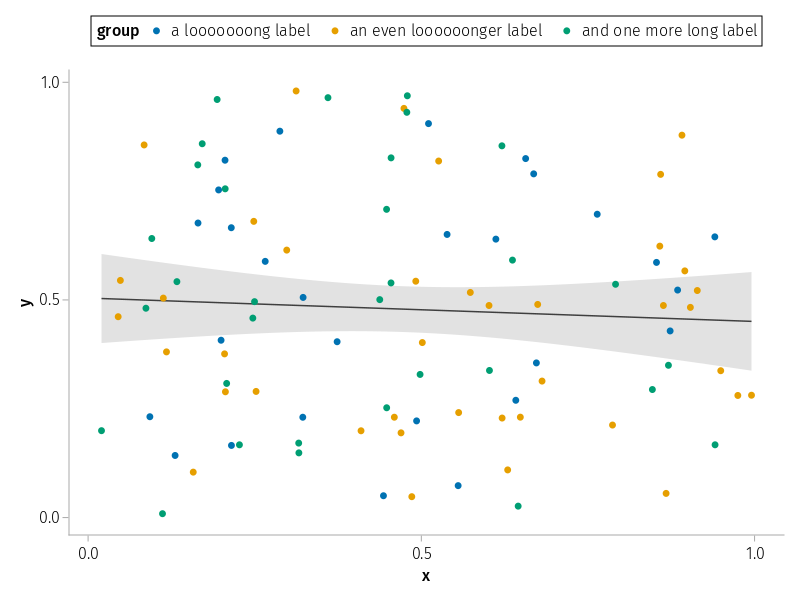 group a looooooong label an even loooooonger label and one more long label
1.0
y 0.5
0.0
0.0 0.5 1.0
x